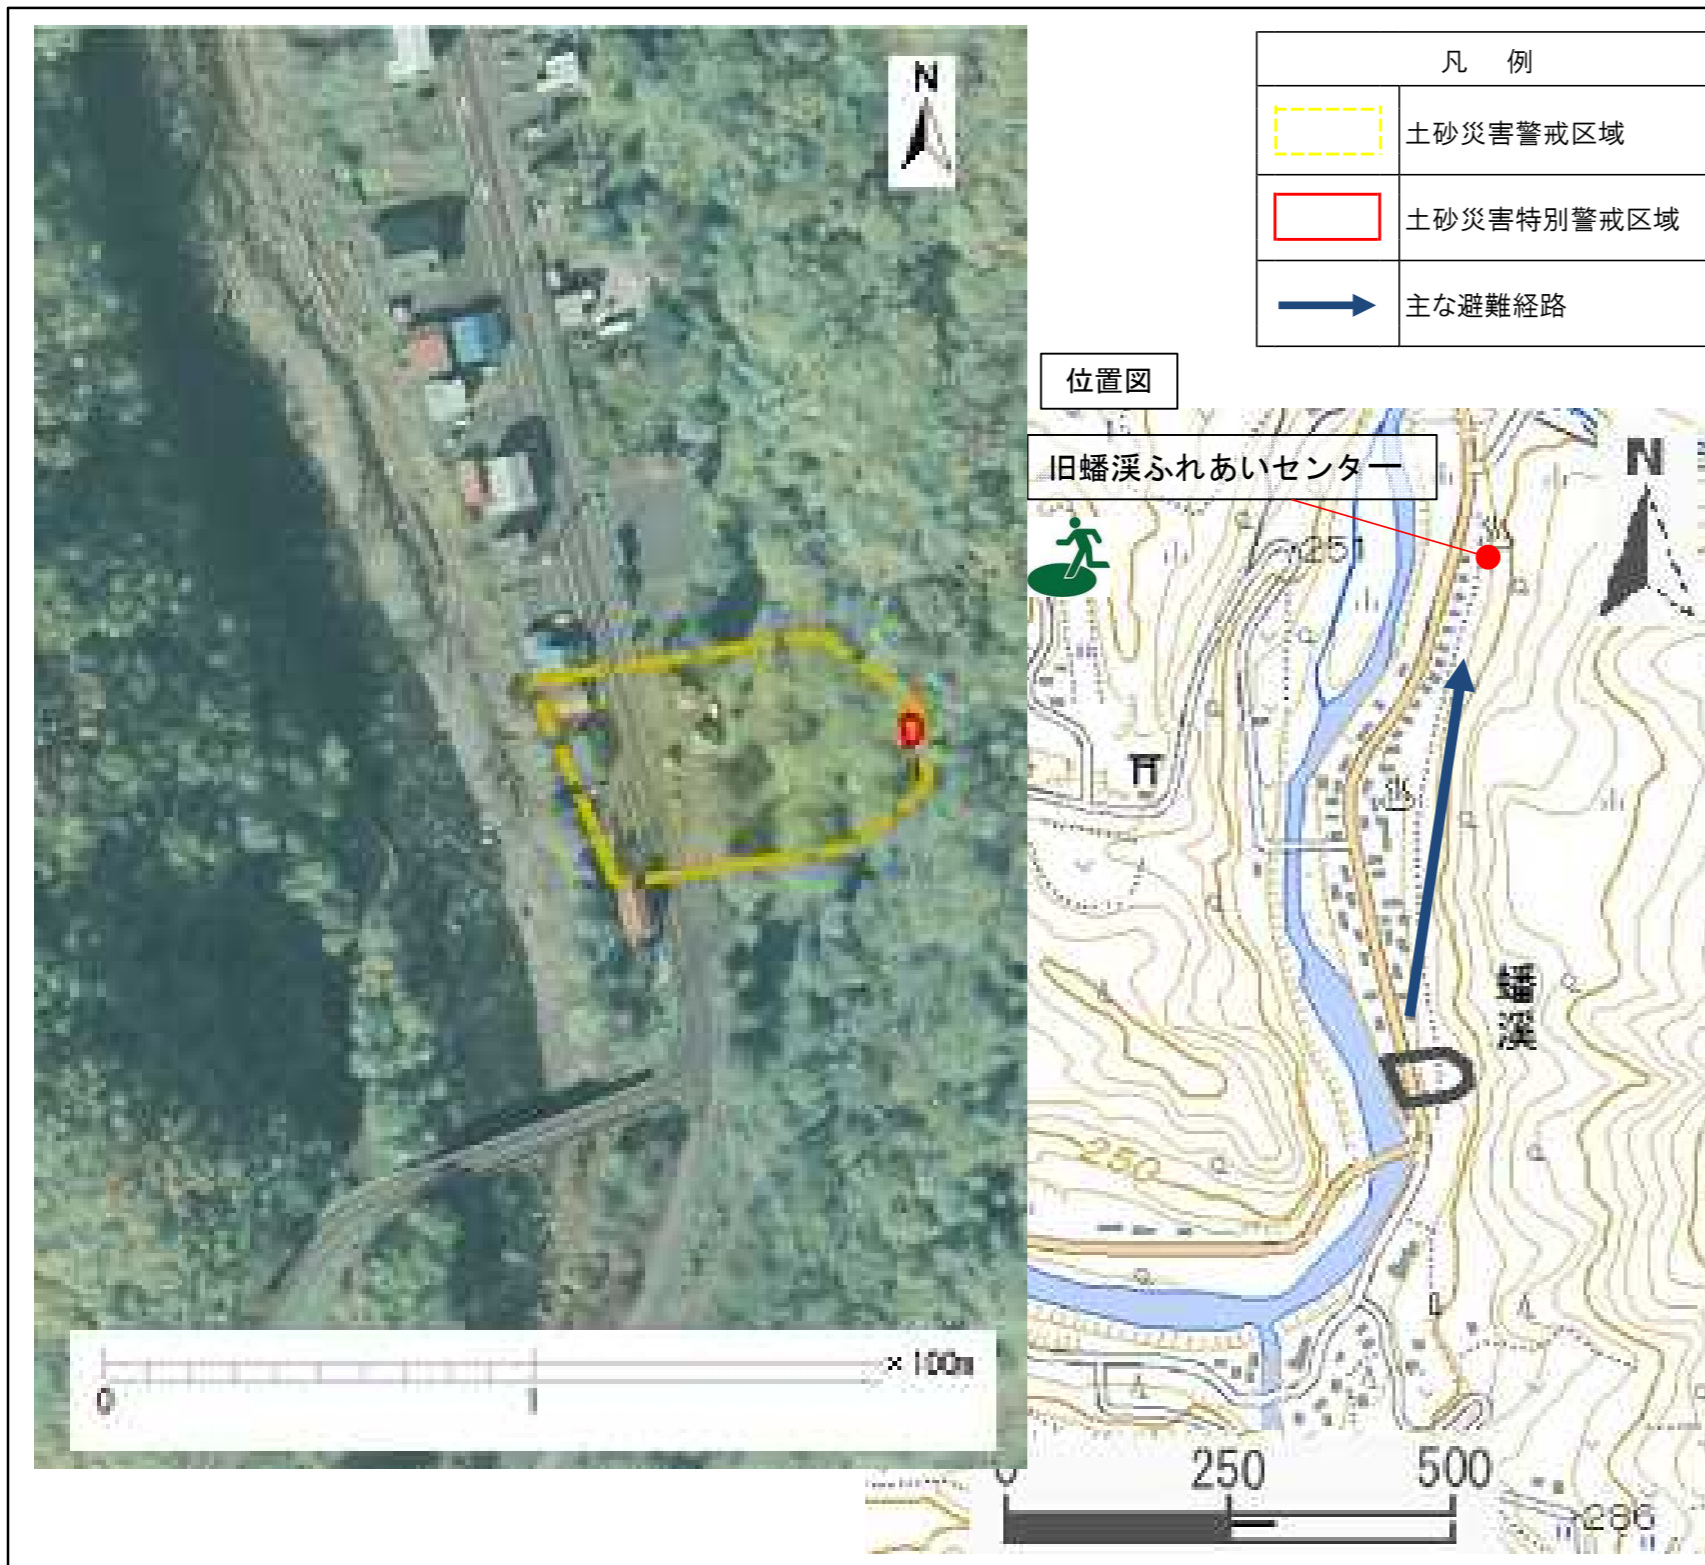 凡 例
土砂災害警戒区域
土砂災害特別警戒区域
主な避難経路
N
位置図
旧蟠渓ふれあいセンター
N
251
蟠渓
250
× 100m
0 1
0 250 500
286